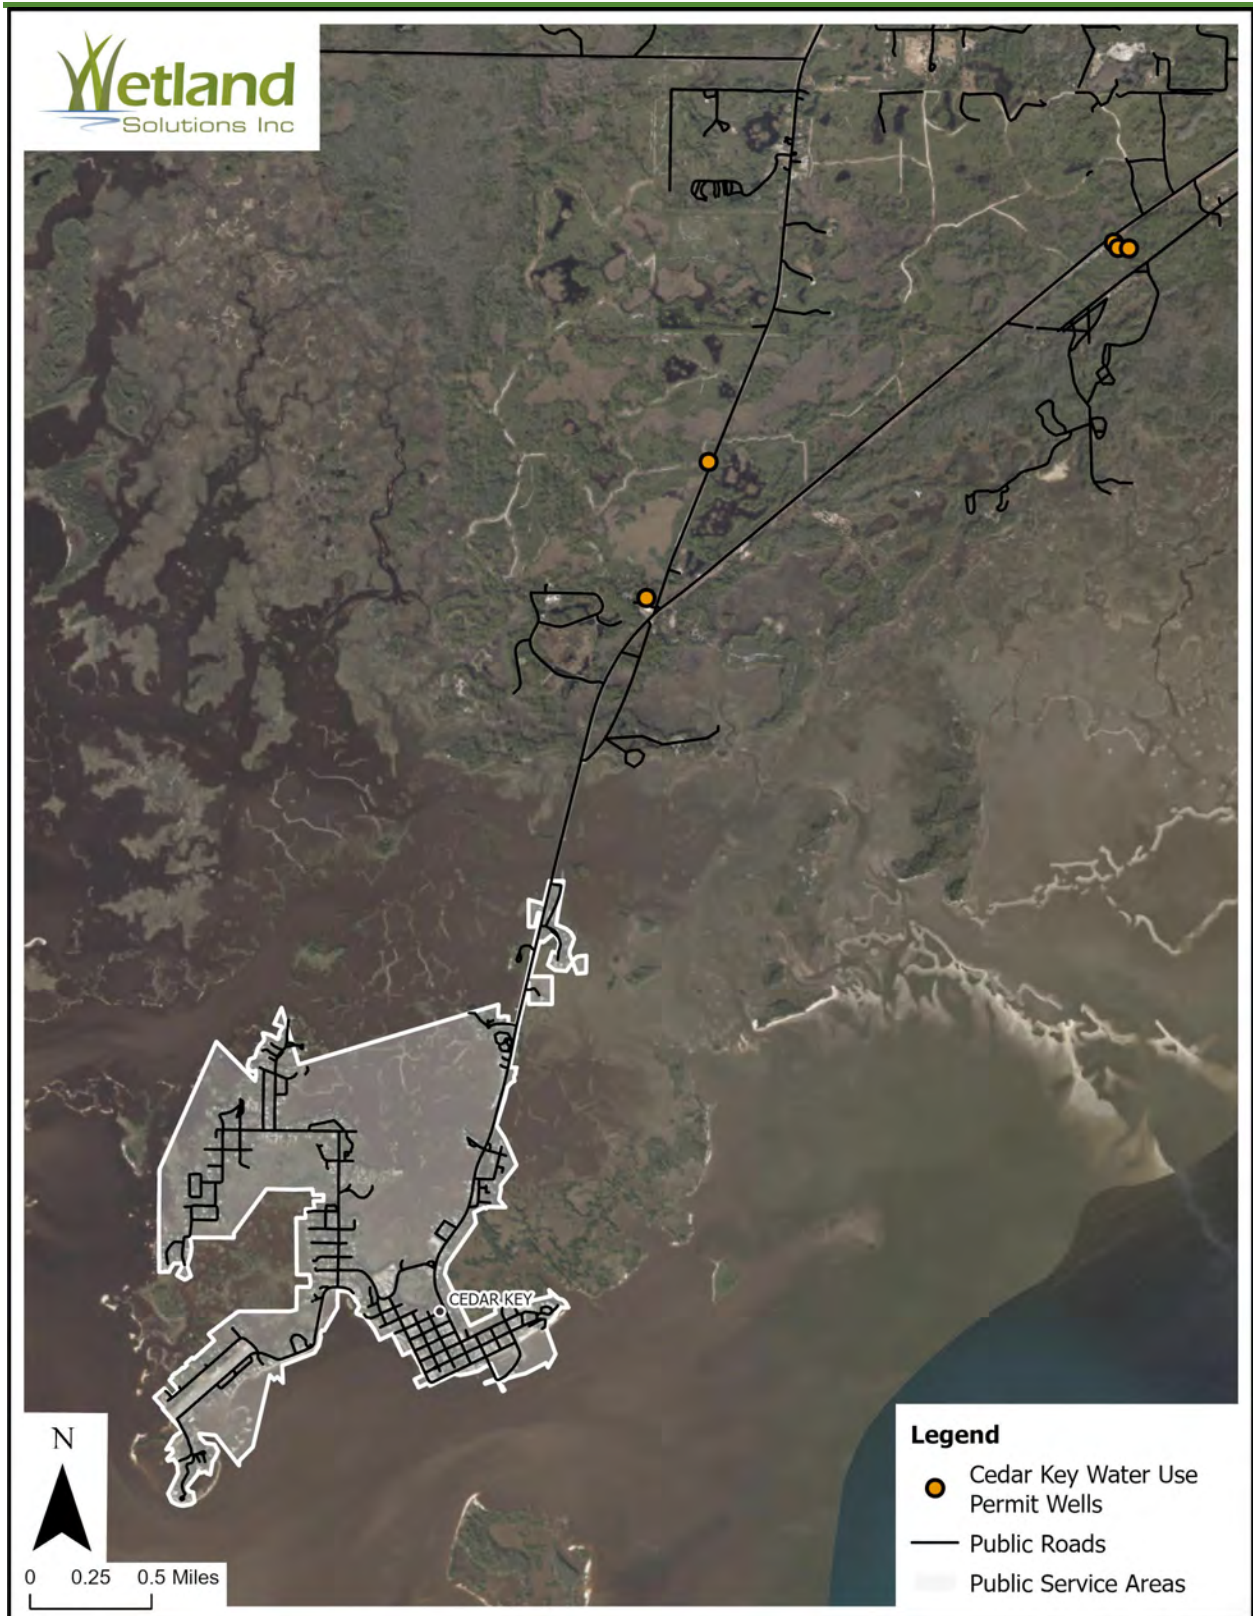 Wetland
Solutions Inc
CEDAR KEY
N
0 0.25 0.5 Miles
Legend
Cedar Key Water Use
Permit Wells
Public Roads
Public Service Areas